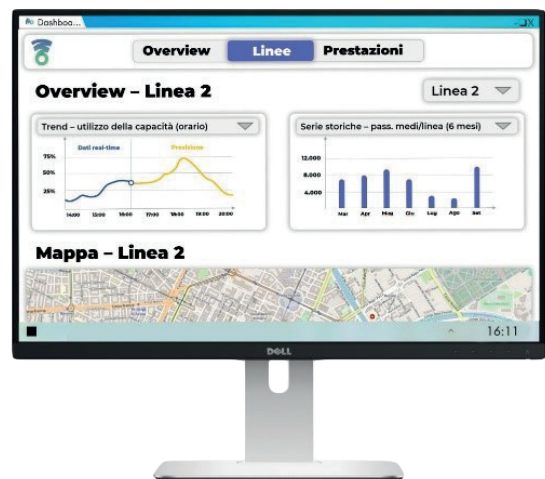 Dashboa...
Overview Linee Prestazioni
Overview – Linea 2
Linea 2
Trend – utilizzo della capacità (orario)
Dati real-time Previsione
75%
50%
25%
14:00 15:00 16:00 17:00 18:00 19:00 20:00
Serie storiche – pass. medi/linea (6 mesi)
12.000
8.000
4.000
Mar Apr Mag Giu Lug Ago Set
Mappa – Linea 2
16:11
DELL